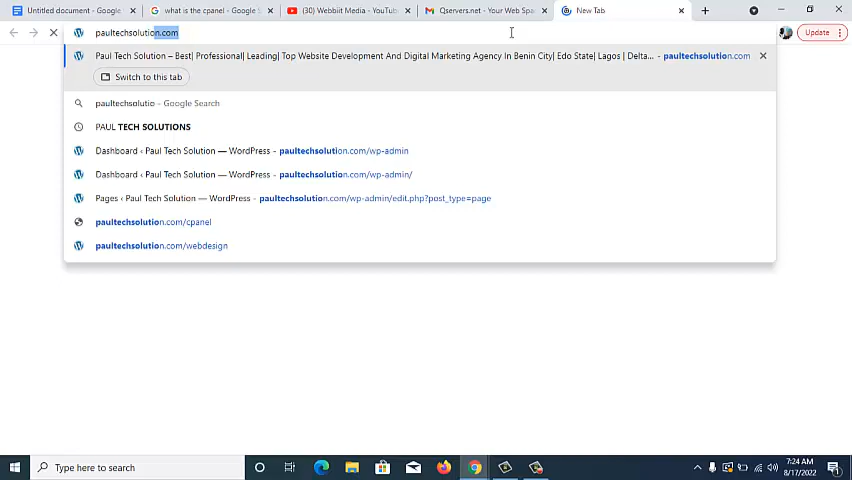 Untitled document - Google
what is the cpanel - Google S
(30) Webbiit Media - YouTube
Qservers.net - Your Web Spa
New Tab
paultechsolution.com
Update
Paul Tech Solution – Best| Professional| Leading| Top Website Development And Digital Marketing Agency In Benin City| Edo State| Lagos | Delta... - paultechsolution.com
Switch to this tab
paultechsolutio - Google Search
PAUL TECH SOLUTIONS
Dashboard ‹ Paul Tech Solution — WordPress - paultechsolution.com/wp-admin
Dashboard ‹ Paul Tech Solution — WordPress - paultechsolution.com/wp-admin/
Pages ‹ Paul Tech Solution — WordPress - paultechsolution.com/wp-admin/edit.php?post_type=page
paultechsolution.com/cpanel
paultechsolution.com/webdesign
Type here to search
7:24 AM
8/17/2022